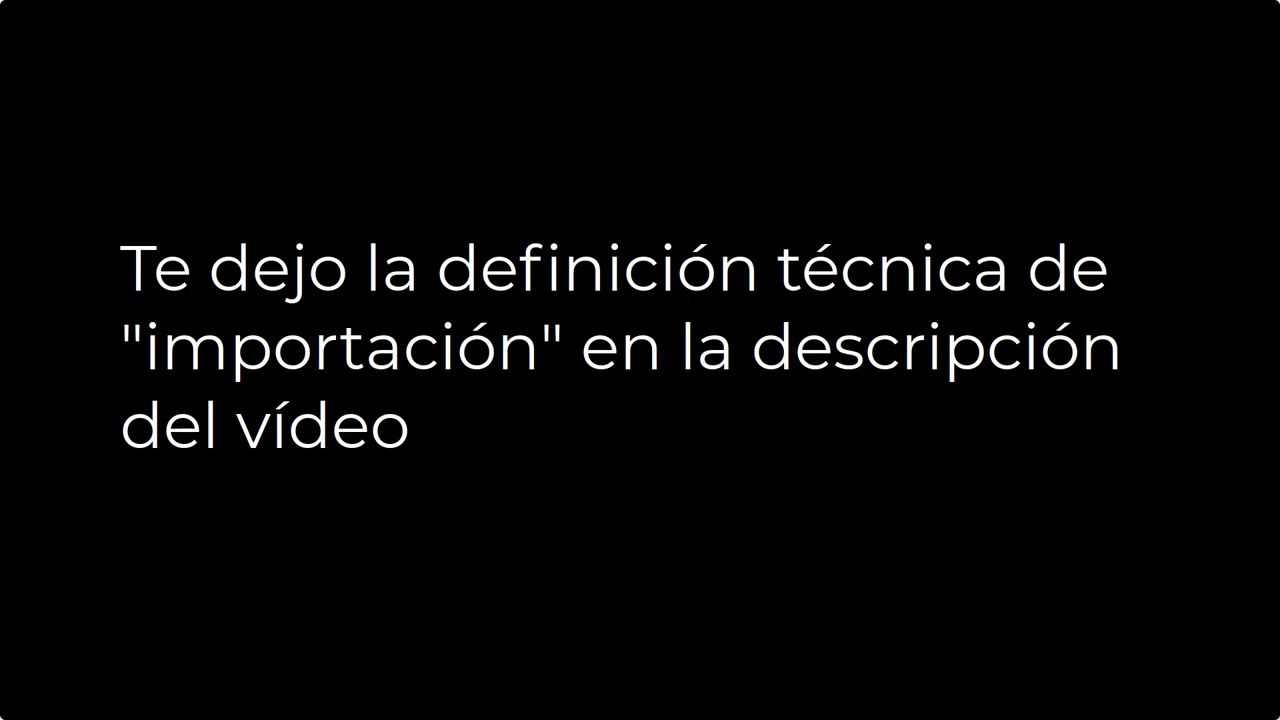 Te dejo la definición técnica de
"importación" en la descripción
del vídeo